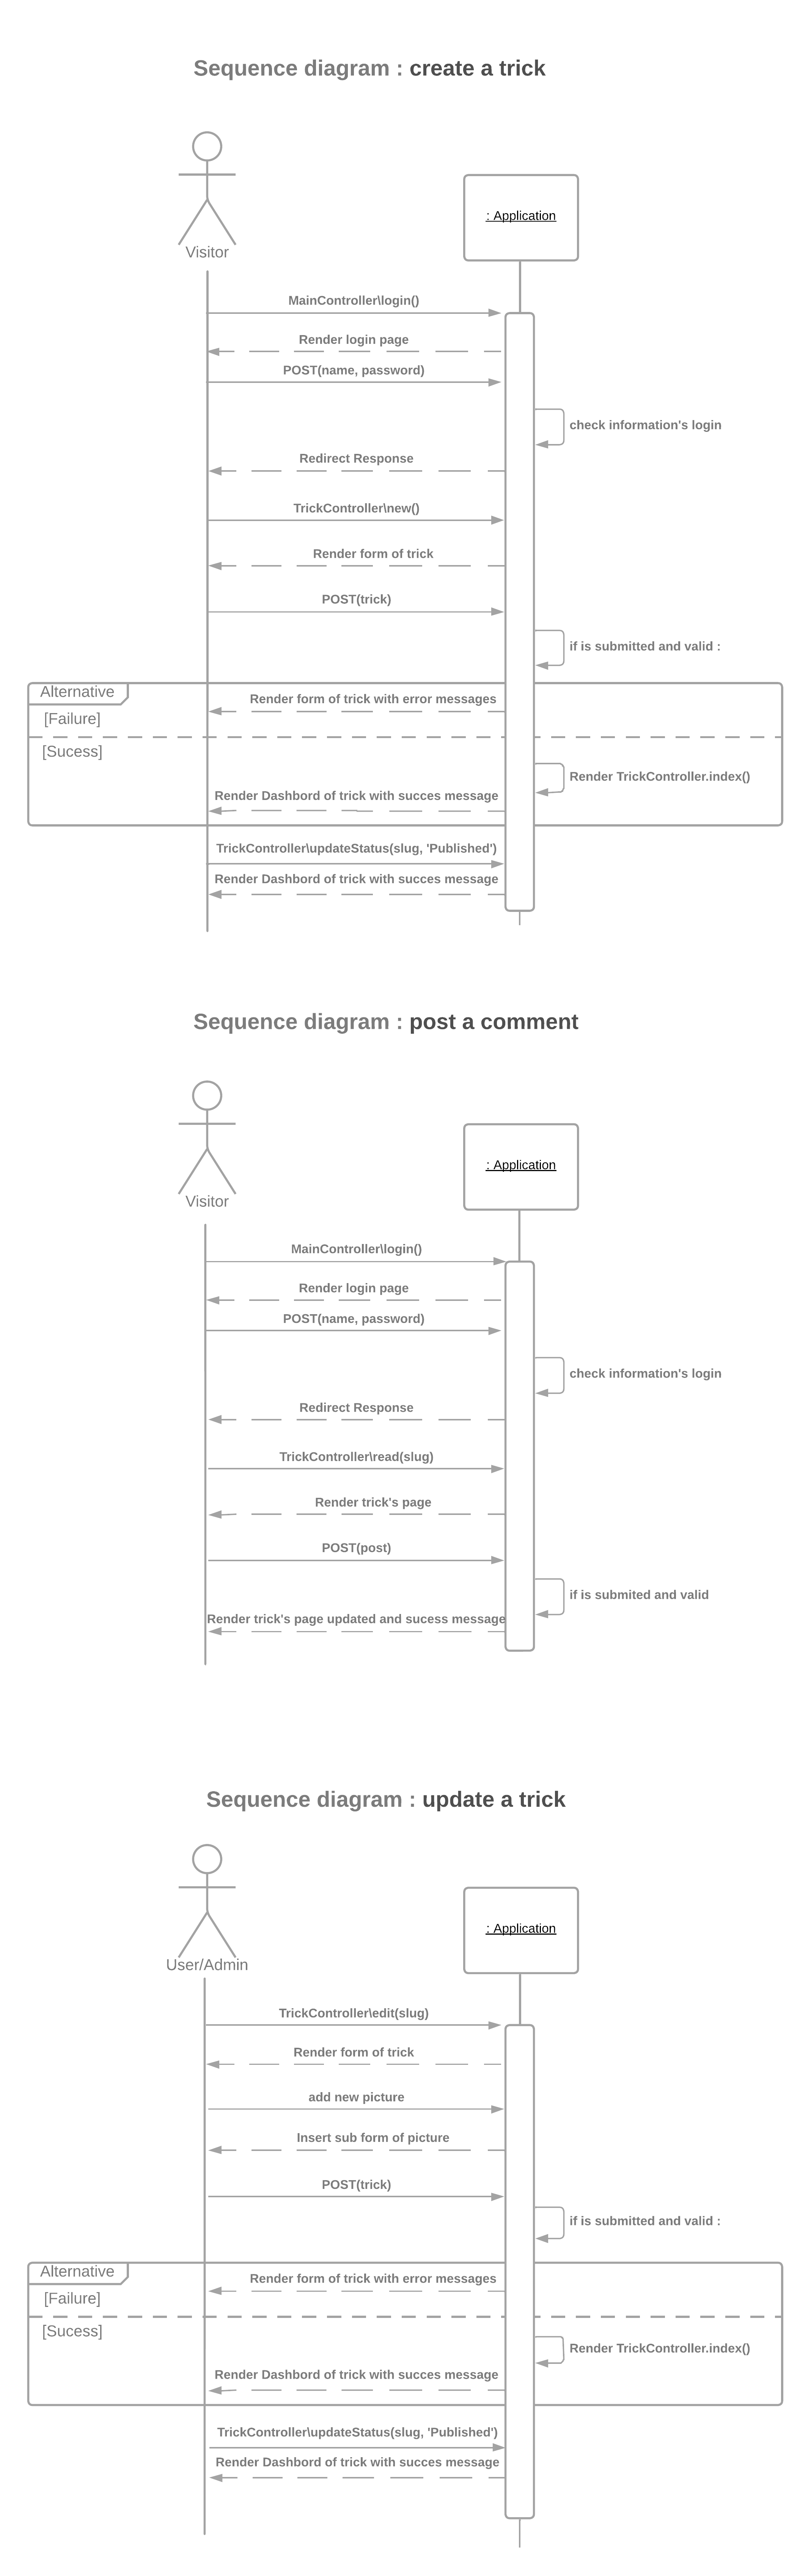 Sequence diagram : create a trick
Visitor
: Application
MainController\login()
Render login page
POST(name, password)
check information's login
Redirect Response
TrickController\new()
Render form of trick
POST(trick)
if is submitted and valid :
Alternative
Render form of trick with error messages
[Failure]
[Sucess]
Render TrickController.index()
Render Dashbord of trick with succes message
TrickController\updateStatus(slug, 'Published')
Render Dashbord of trick with succes message
Sequence diagram : post a comment
Visitor
: Application
MainController\login()
Render login page
POST(name, password)
check information's login
Redirect Response
TrickController\read(slug)
Render trick's page
POST(post)
if is submited and valid
Render trick's page updated and sucess message
Sequence diagram : update a trick
User/Admin
: Application
TrickController\edit(slug)
Render form of trick
add new picture
Insert sub form of picture
POST(trick)
if is submitted and valid :
Alternative
Render form of trick with error messages
[Failure]
[Sucess]
Render TrickController.index()
Render Dashbord of trick with succes message
TrickController\updateStatus(slug, 'Published')
Render Dashbord of trick with succes message